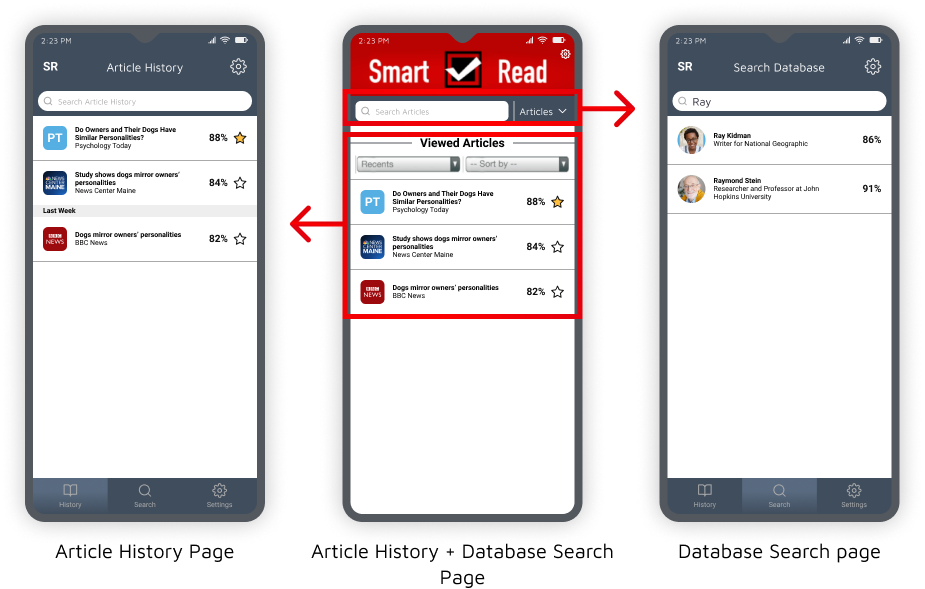 2:23 PM
SR
Article History
Search Article History
PT
Do Owners and Their Dogs Have
Similar Personalities?
Psychology Today
88%
NEWS
CENTER
MAINE
Study shows dogs mirror owners'
personalities
News Center Maine
84%
Last Week
BBC
NEWS
Dogs mirror owners' personalities
BBC News
82%
History
Search
Settings
Article History Page
2:23 PM
Smart Read
Search Articles
Articles
Viewed Articles
Recents
-- Sort by --
PT
Do Owners and Their Dogs Have
Similar Personalities?
Psychology Today
88%
NEWS
CENTER
MAINE
Study shows dogs mirror owners'
personalities
News Center Maine
84%
BBC
NEWS
Dogs mirror owners' personalities
BBC News
82%
Article History + Database Search
Page
2:23 PM
SR
Search Database
Ray
Ray Kidman
Writer for National Geographic
86%
Raymond Stein
Researcher and Professor at John
Hopkins University
91%
History
Search
Settings
Database Search page